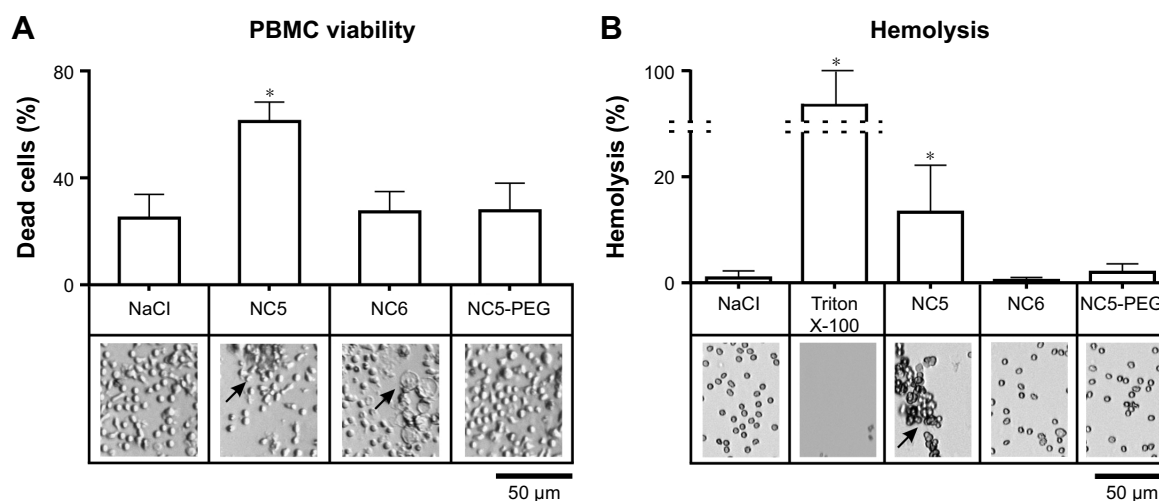 A
PBMC viability
Dead cells (%)
80
40
0
*
NaCl
NC5
NC6
NC5-PEG
50 µm
B
Hemolysis
Hemolysis (%)
100
20
0
*
*
NaCl
Triton
X-100
NC5
NC6
NC5-PEG
50 µm